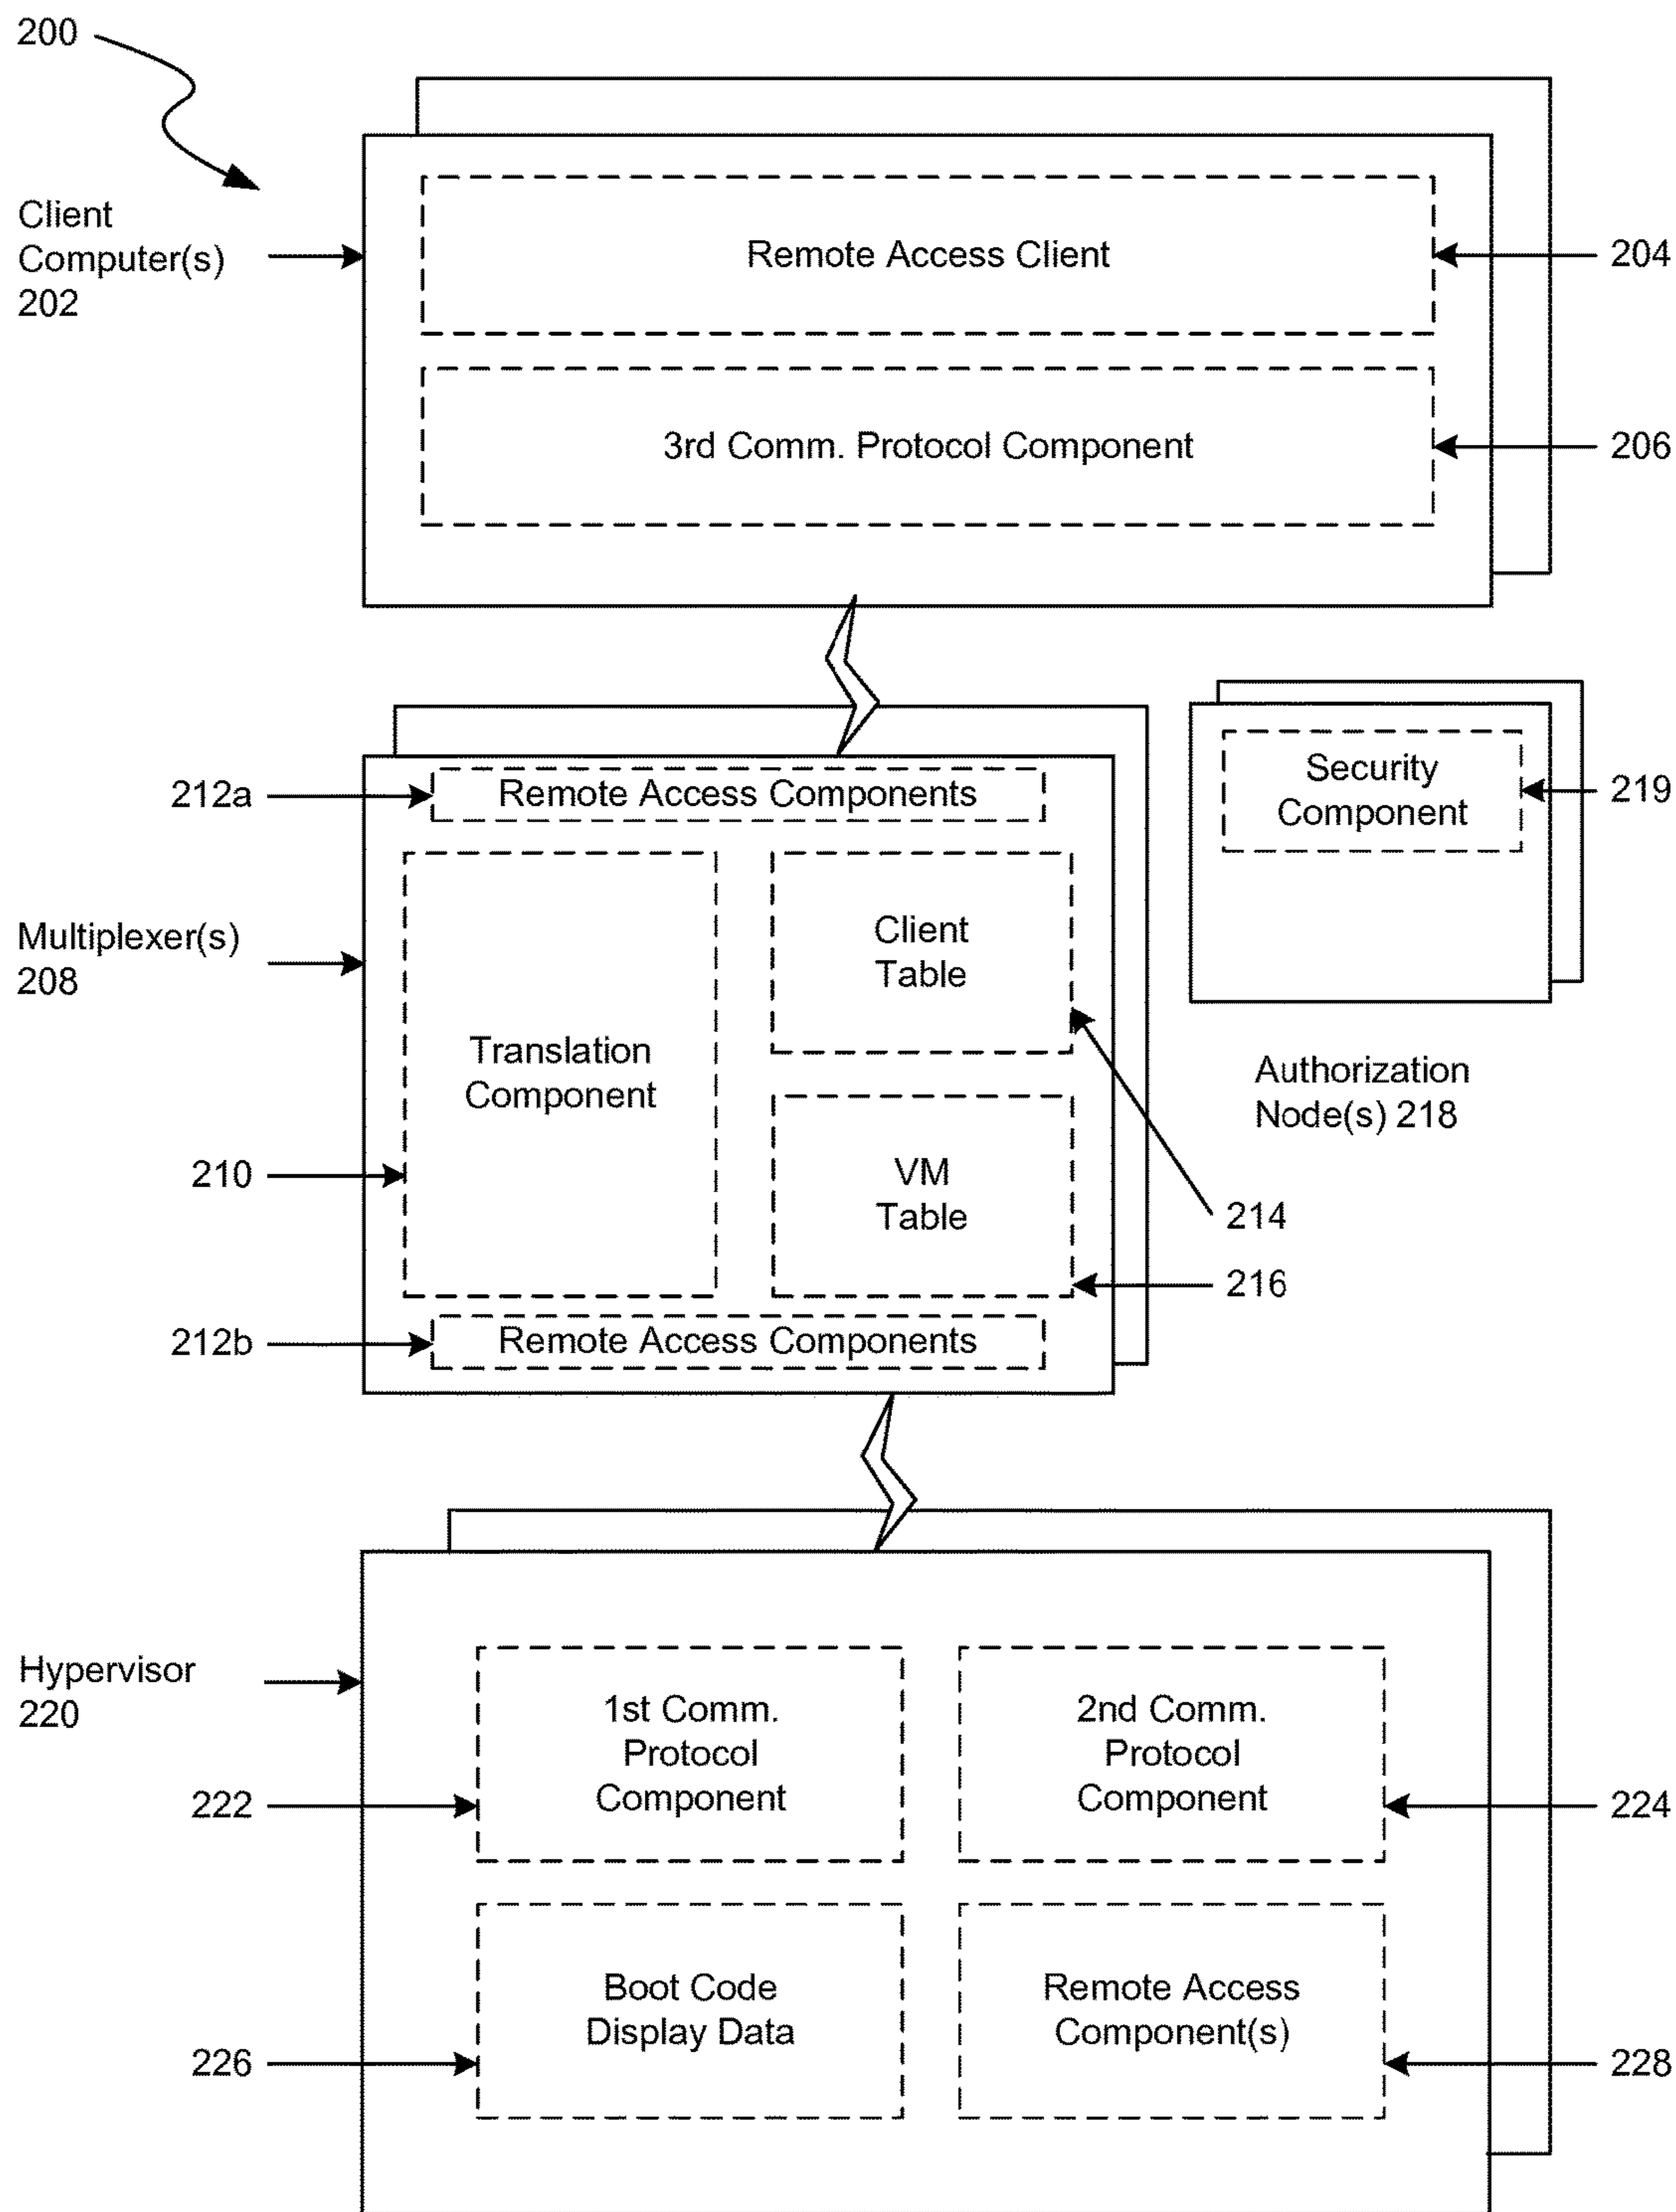 200
Client
Computer(s)
202
Remote Access Client
204
3rd Comm. Protocol Component
206
212a
Remote Access Components
Security
Component
219
Multiplexer(s)
208
Client
Table
Translation
Component
Authorization
Node(s) 218
210
VM
Table
214
216
212b
Remote Access Components
Hypervisor
220
1st Comm.
Protocol
Component
2nd Comm.
Protocol
Component
222
224
Boot Code
Display Data
Remote Access
Component(s)
226
228